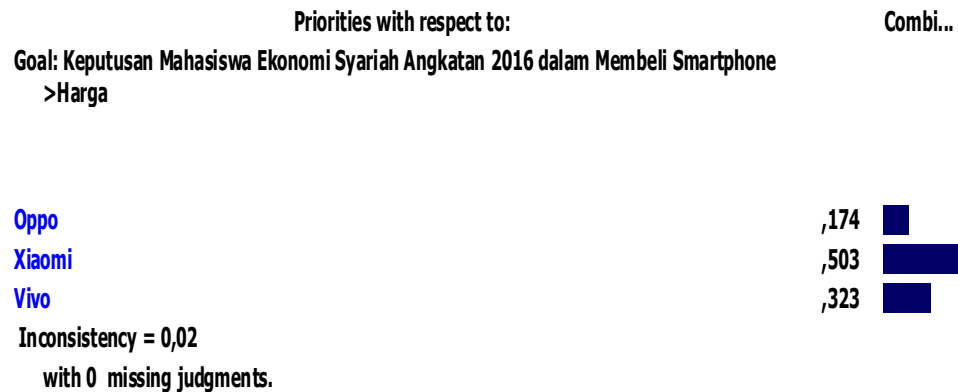 Priorities with respect to: Combi...
Goal: Keputusan Mahasiswa Ekonomi Syariah Angkatan 2016 dalam Membeli Smartphone
>Harga
Oppo ,174
Xiaomi ,503
Vivo ,323
Inconsistency = 0,02
with 0 missing judgments.